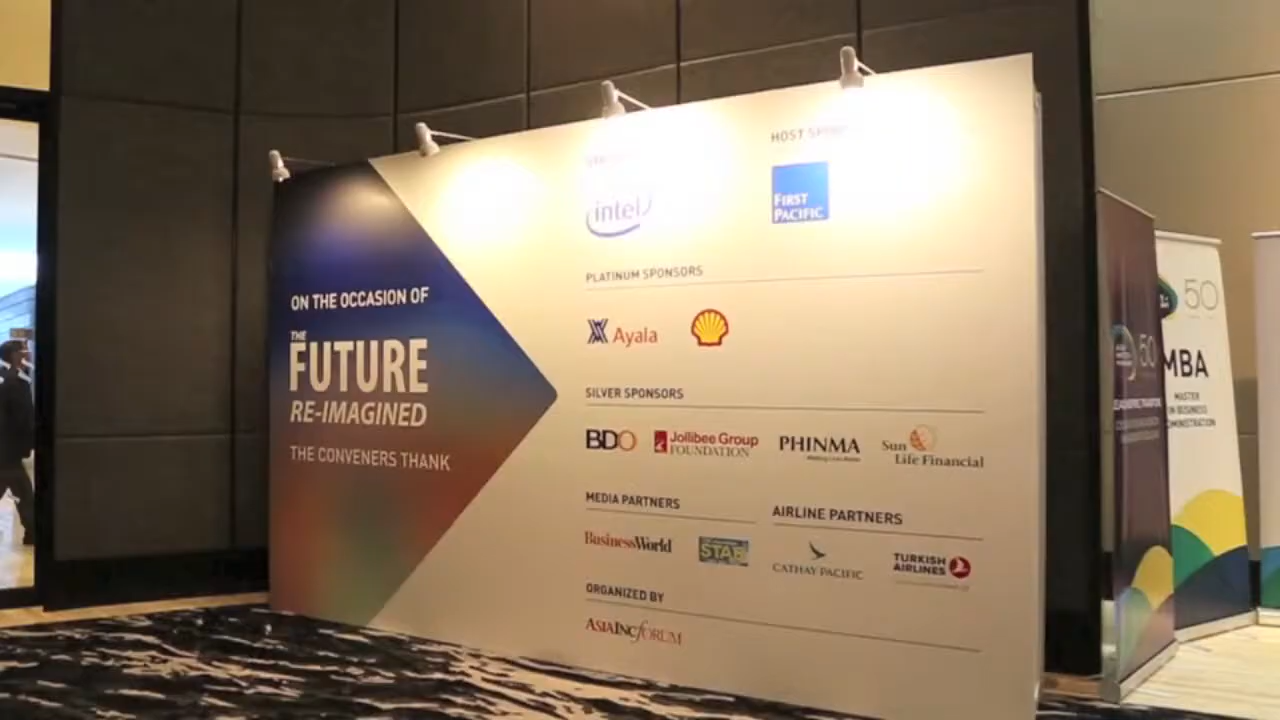 ON THE OCCASION OF
THE
FUTURE
RE-IMAGINED
THE CONVENERS THANK
intel
HOST
FIRST
PACIFIC
PLATINUM SPONSORS
Ayala
SILVER SPONSORS
BDO
Jollibee Group
FOUNDATION
PHINMA
Sun
Life Financial
MEDIA PARTNERS
AIRLINE PARTNERS
BusinessWorld
STAR
CATHAY PACIFIC
TURKISH
AIRLINES
ORGANIZED BY
ASIAINCFORUM
50
50
MBA
MASTER
IN BUSINESS
ADMINISTRATION